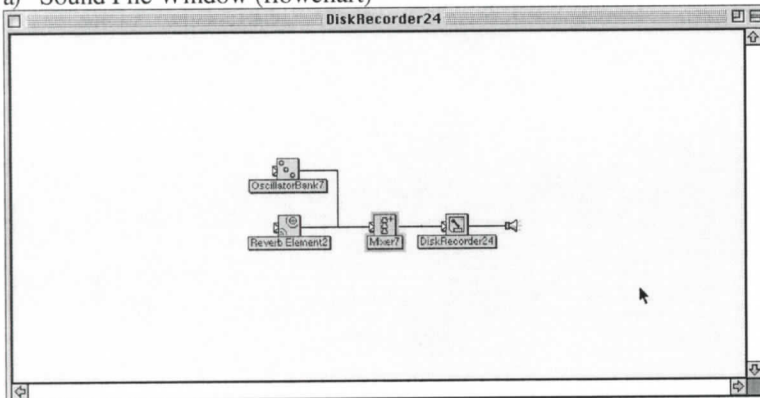 a) Sound File Window (flowchart)
DiskRecorder24
OscillatorBank7
Reverb Element2
Mixer7
DiskRecorder24